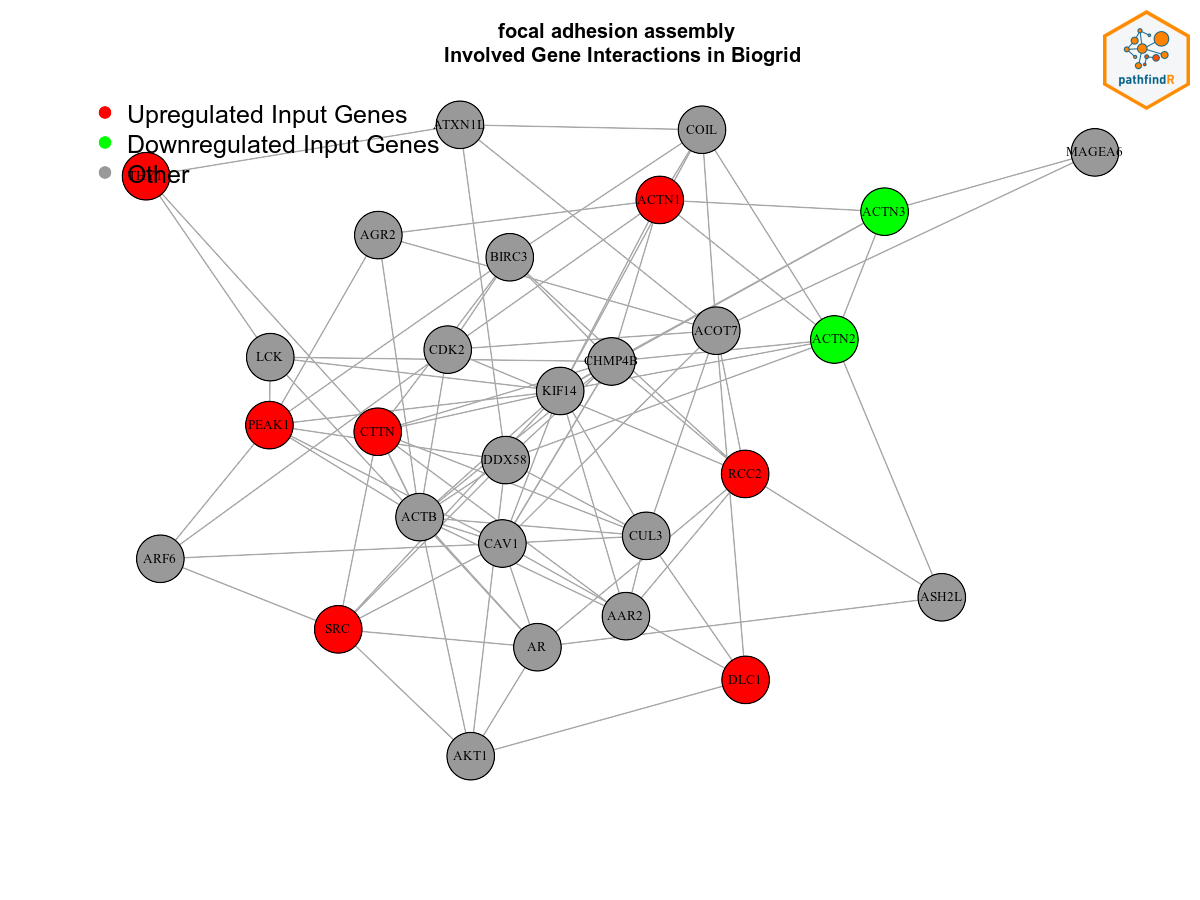 focal adhesion assembly
Involved Gene Interactions in Biogrid
pathfindR
Upregulated Input Genes
Downregulated Input Genes
Other
ATXN1L
COIL
MAGEA6
ACTN1
ACTN3
AGR2
BIRC3
ACOT7
ACTN2
LCK
CDK2
CHMP4B
KIF14
PEAK1
CTTN
DDX58
RCC2
ACTB
CAV1
CUL3
ARF6
ASH2L
AAR2
SRC
AR
DLC1
AKT1